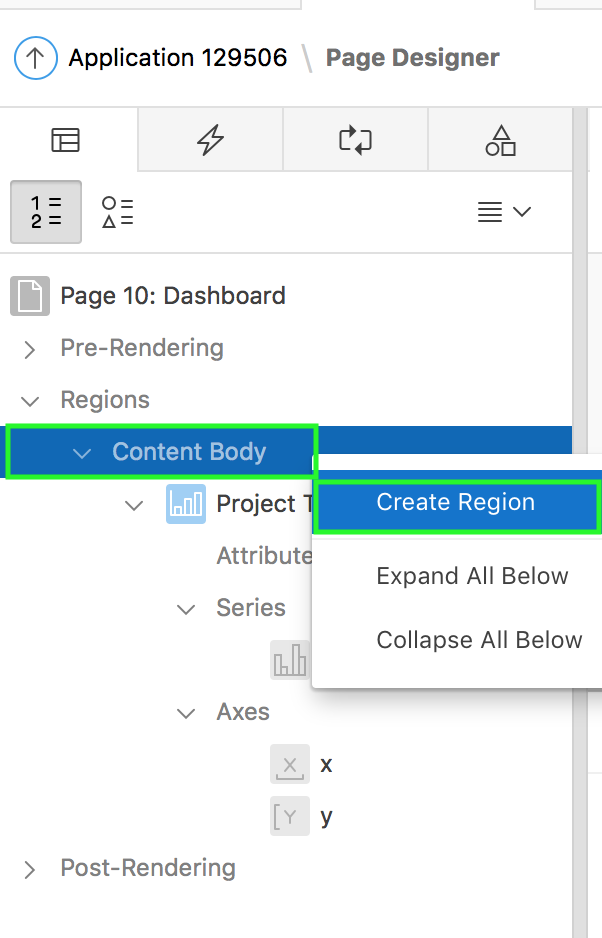 Application 129506 \ Page Designer
1
2
Page 10: Dashboard
Pre-Rendering
Regions
Content Body
Create Region
Project
Attribute
Expand All Below
Series
Collapse All Below
Axes
X x
Y y
Post-Rendering